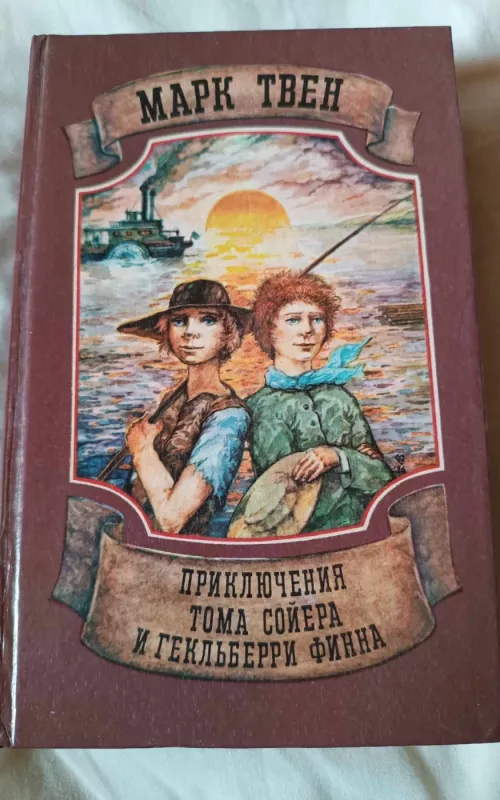 МАРК ТВЕН
ПРИКЛЮЧЕНИЯ
ТОМА СОЙЕРА
И ГЕКЛЬБЕРРИ ФИННА